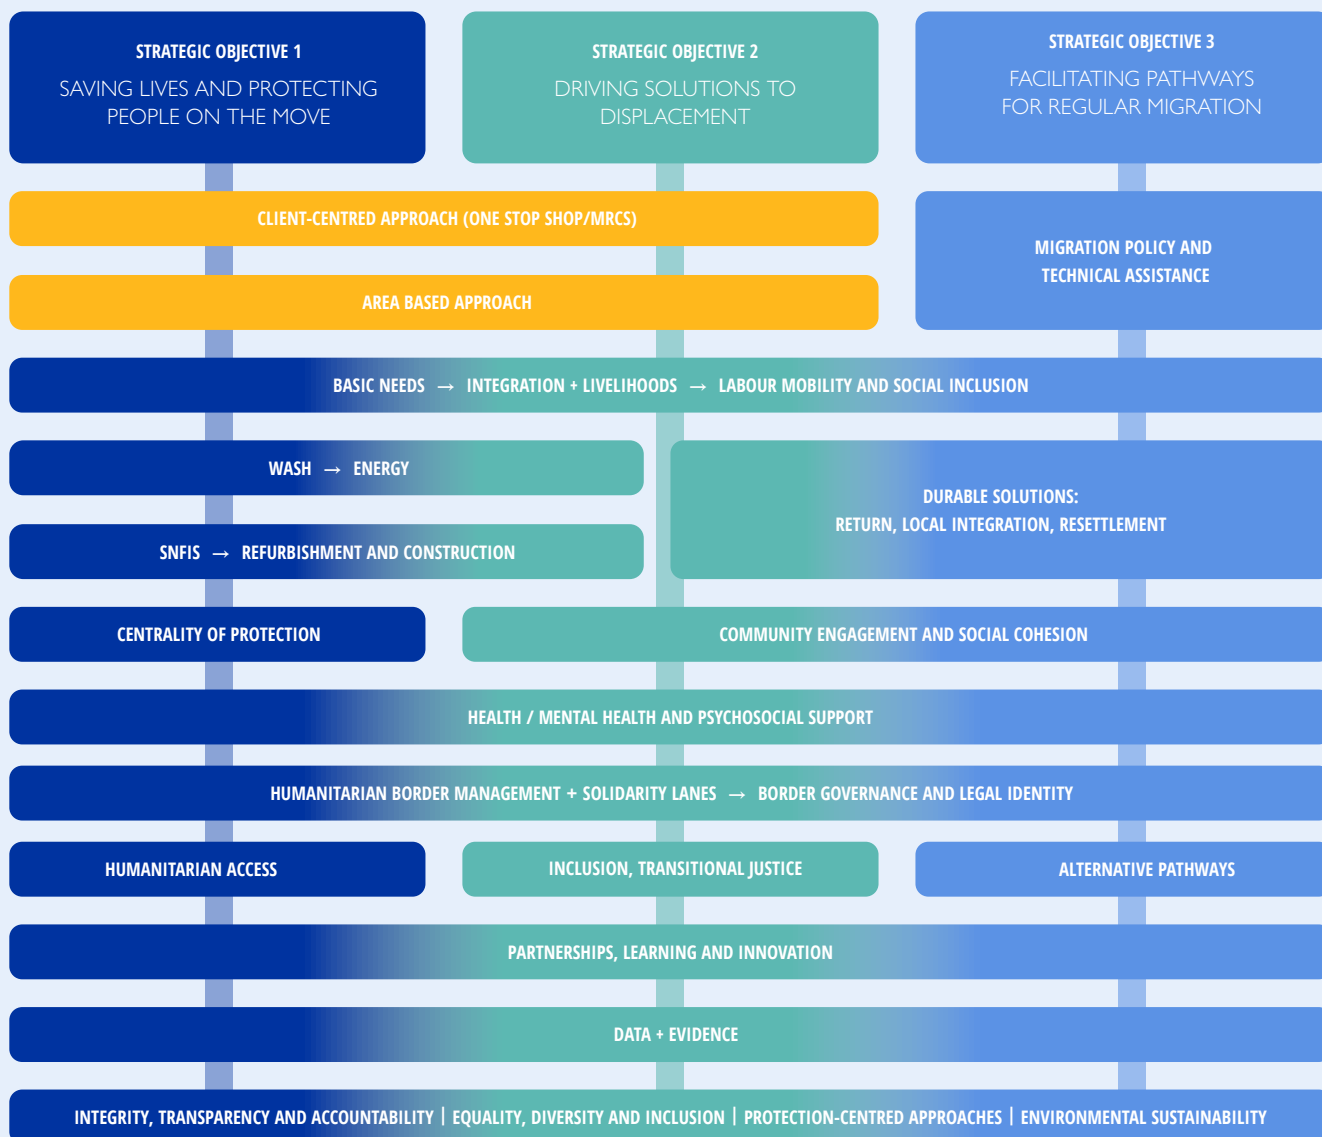 STRATEGIC OBJECTIVE 1
SAVING LIVES AND PROTECTING
PEOPLE ON THE MOVE
STRATEGIC OBJECTIVE 2
DRIVING SOLUTIONS TO
DISPLACEMENT
STRATEGIC OBJECTIVE 3
FACILITATING PATHWAYS
FOR REGULAR MIGRATION
CLIENT-CENTRED APPROACH (ONE STOP SHOP/MRCS)
AREA BASED APPROACH
MIGRATION POLICY AND
TECHNICAL ASSISTANCE
BASIC NEEDS → INTEGRATION + LIVELIHOODS → LABOUR MOBILITY AND SOCIAL INCLUSION
WASH → ENERGY
SNFIS → REFURBISHMENT AND CONSTRUCTION
DURABLE SOLUTIONS:
RETURN, LOCAL INTEGRATION, RESETTLEMENT
CENTRALITY OF PROTECTION
COMMUNITY ENGAGEMENT AND SOCIAL COHESION
HEALTH / MENTAL HEALTH AND PSYCHOSOCIAL SUPPORT
HUMANITARIAN BORDER MANAGEMENT + SOLIDARITY LANES → BORDER GOVERNANCE AND LEGAL IDENTITY
HUMANITARIAN ACCESS
INCLUSION, TRANSITIONAL JUSTICE
ALTERNATIVE PATHWAYS
PARTNERSHIPS, LEARNING AND INNOVATION
DATA + EVIDENCE
INTEGRITY, TRANSPARENCY AND ACCOUNTABILITY | EQUALITY, DIVERSITY AND INCLUSION | PROTECTION-CENTRED APPROACHES | ENVIRONMENTAL SUSTAINABILITY